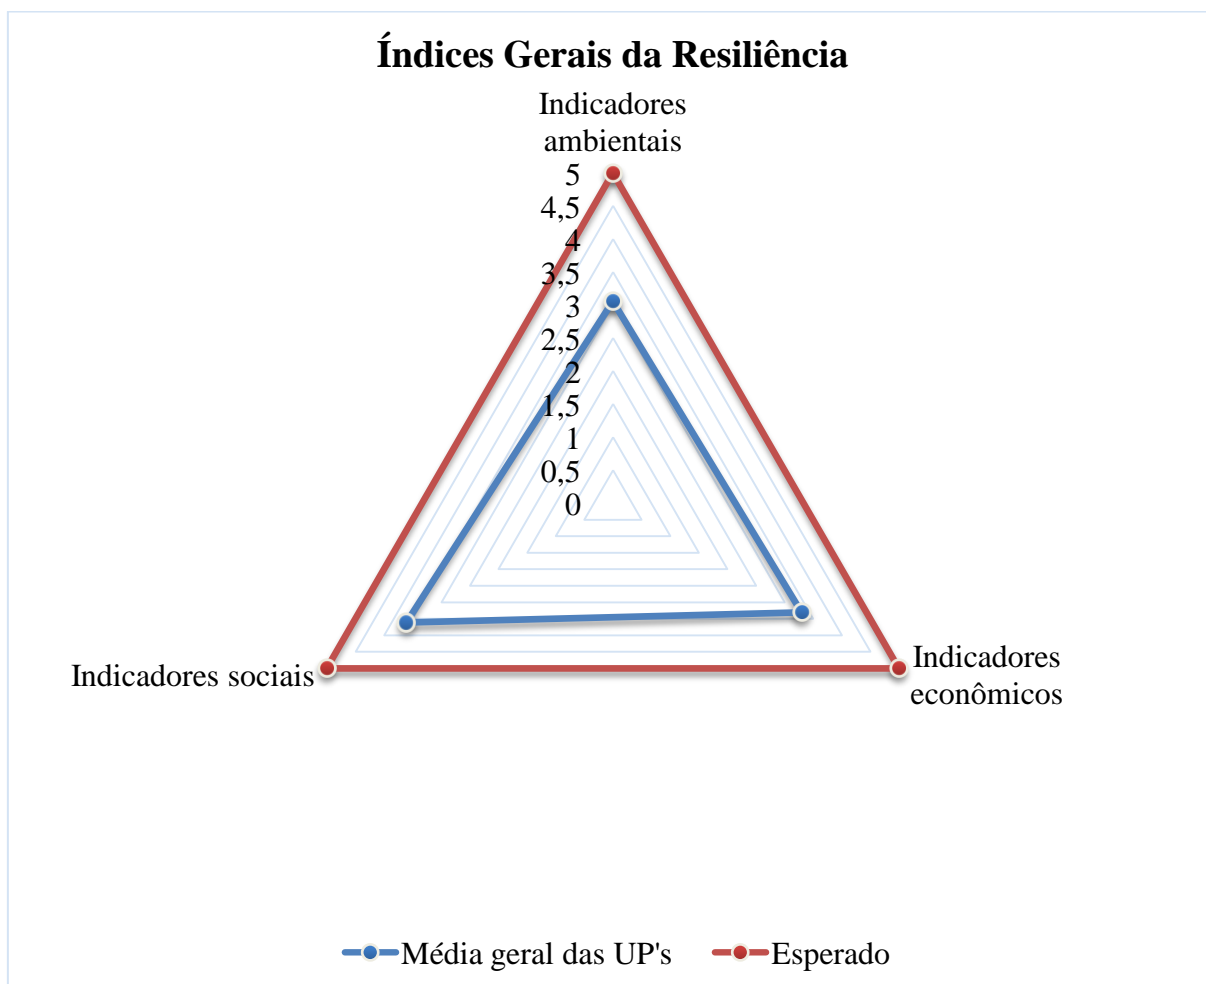 Índices Gerais da Resiliência
Indicadores
ambientais
5
4,5
4
3,5
3
2,5
2
1,5
1
0,5
0
Indicadores
econômicos
Indicadores sociais
Média geral das UP's
Esperado